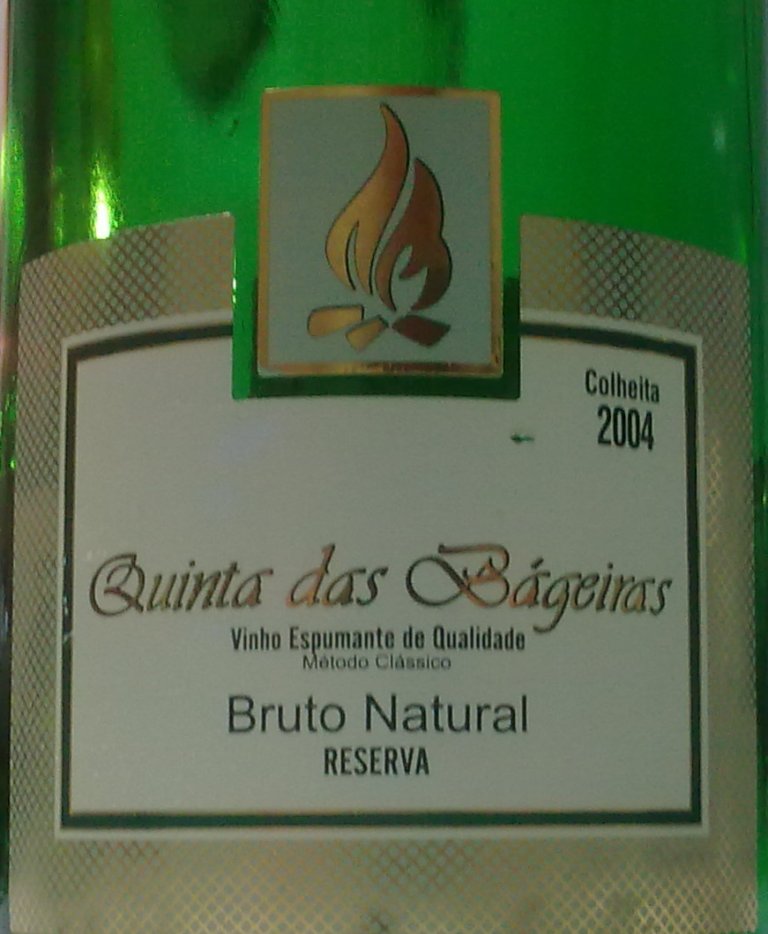 Colheita
2004
Quinta das Bágeiras
Vinho Espumante de Qualidade
Método Clássico
Bruto Natural
RESERVA